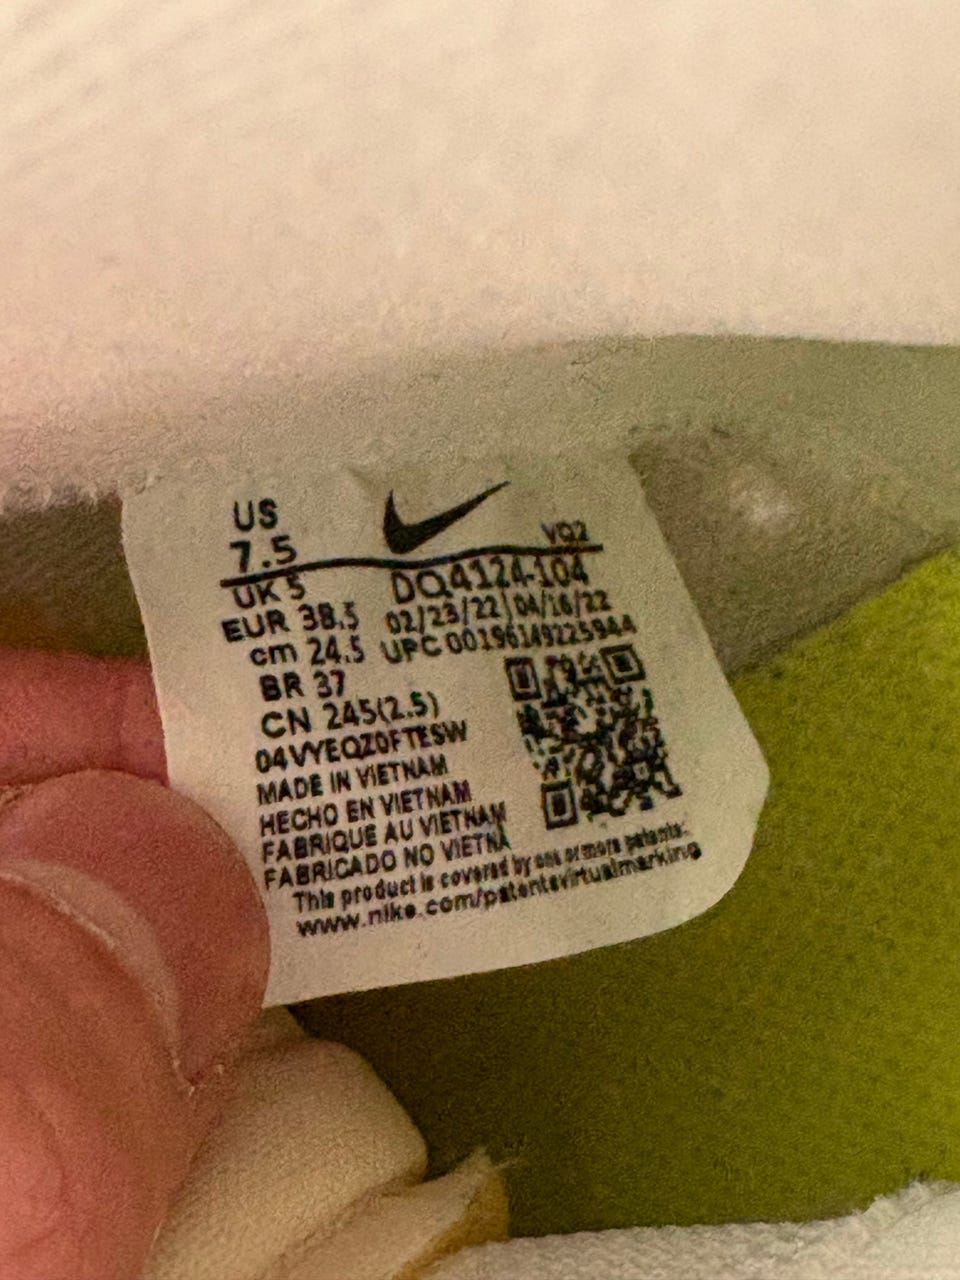 US
7.5
VQ2
UK 5
DQ4124-104
EUR 38.5
02/23/22 | 04/16/22
cm 24.5
UPC 00196149225944
BR 37
CN 245(2.5)
04VYEQZ0FTESW
MADE IN VIETNAM
HECHO EN VIETNAM
FABRIQUE AU VIETNAM
FABRICADO NO VIETNA
This product is covered by one or more patents:
www.nike.com/patentsvirtualmarking